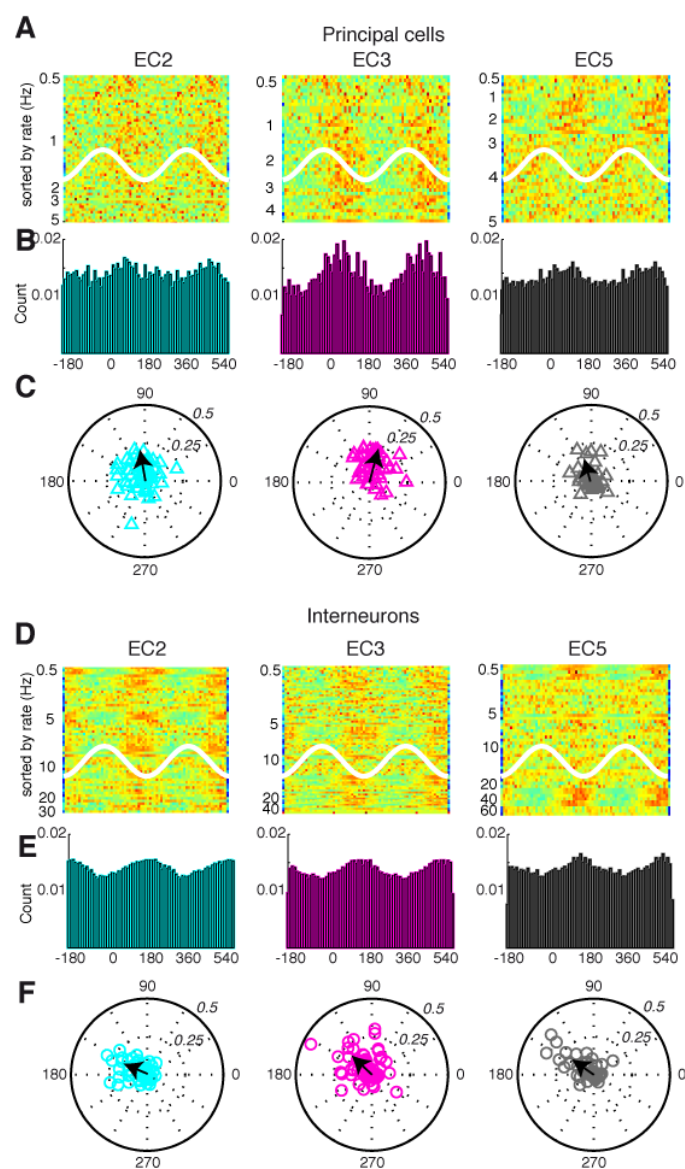 A
Principal cells
EC2 EC3 EC5
sorted by rate (Hz)
0.5 0.5 0.5
1 1 1
2 2 2
3 3 3
5 4 4
5
B
0.02 0.02 0.02
0.01 0.01 0.01
Count
-180 0 180 360 540 -180 0 180 360 540 -180 0 180 360 540
C
90 90 90
0.5 0.5 0.5
0.25 0.25 0.25
180 0 180 0 180 0
270 270 270
D
Interneurons
EC2 EC3 EC5
sorted by rate (Hz)
0.5 0.5 0.5
5 5 5
10 10 10
20 20 20
30 40 40
60
E
0.02 0.02 0.02
0.01 0.01 0.01
Count
-180 0 180 360 540 -180 0 180 360 540 -180 0 180 360 540
F
90 90 90
0.5 0.5 0.5
0.25 0.25 0.25
180 0 180 0 180 0
270 270 270